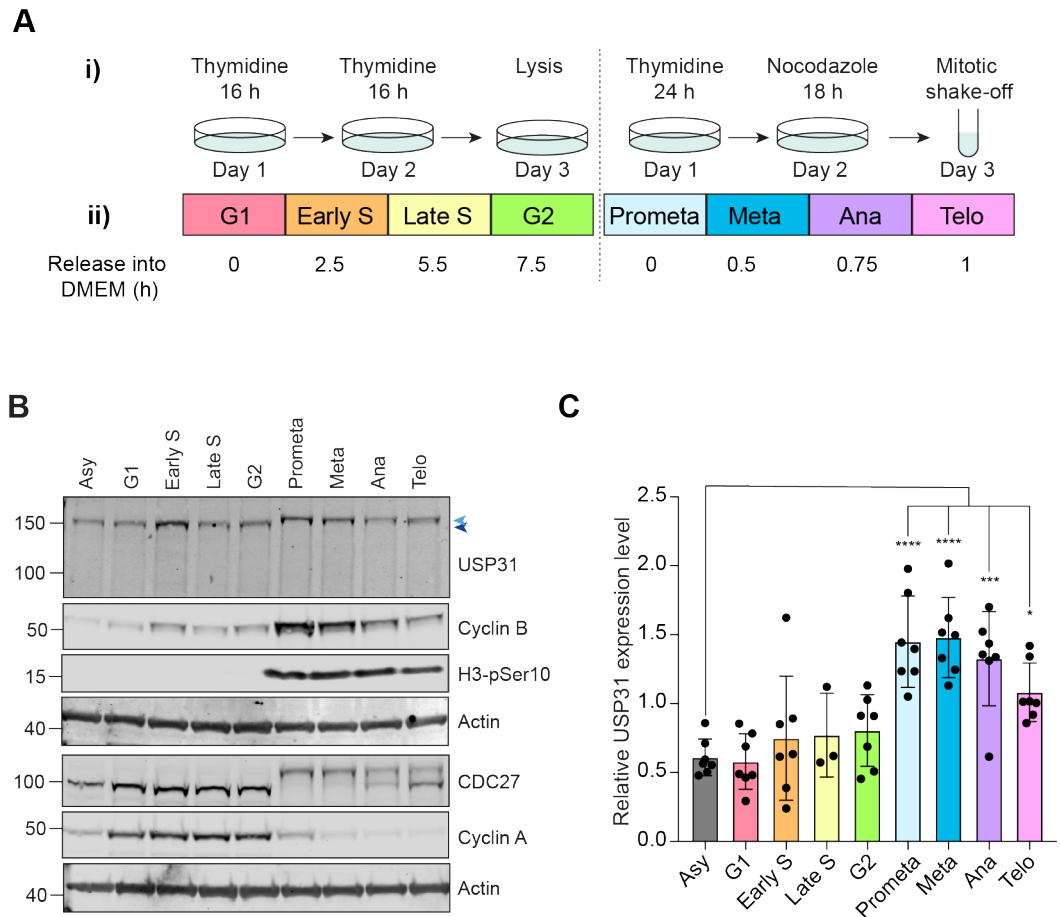 A
i)
Thymidine 16 h
Thymidine 16 h
Lysis
Thymidine 24 h
Nocodazole 18 h
Mitotic shake-off
Day 1
Day 2
Day 3
Day 1
Day 2
Day 3
ii)
G1
Early S
Late S
G2
Prometa
Meta
Ana
Telo
Release into DMEM (h)
0
2.5
5.5
7.5
0
0.5
0.75
1
B
Asy
G1
Early S
Late S
G2
Prometa
Meta
Ana
Telo
150
100
USP31
50
Cyclin B
15
H3-pSer10
40
Actin
100
CDC27
50
Cyclin A
40
Actin
C
Relative USP31 expression level
2.5
2.0
1.5
1.0
0.5
0.0
****
****
***
*
Asy
G1
Early S
Late S
G2
Prometa
Meta
Ana
Telo